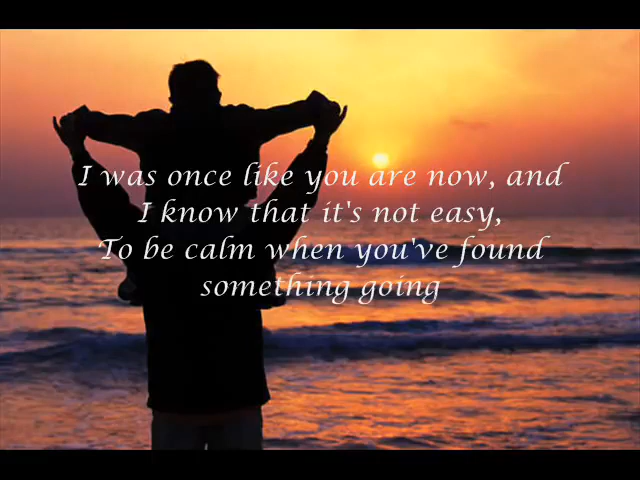 I was once like you are now, and
I know that it's not easy,
To be calm when you've found
something going